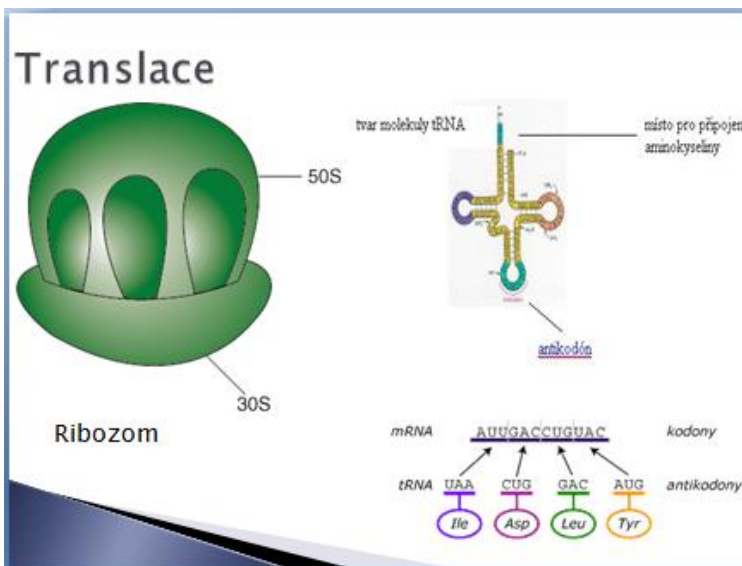 Translace
tvar molekuly tRNA
místo pro připojen
aminokyseliny
50S
30S
antikodón
Ribozom
mRNA AUUGACCUGUAC kodony
tRNA UAA CUG GAC AUG antikodony
Ile Asp Leu Tyr